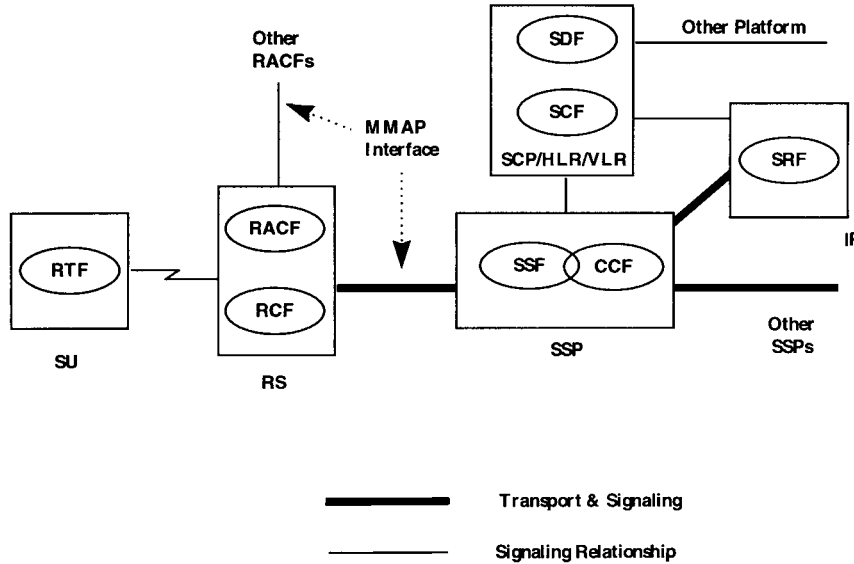 Other
RACFs
MMAP
Interface
SDF
SCF
SCP/HLR/VLR
Other Platform
SRF
RTF
SU
RACF
RCF
RS
SSF
CCF
SSP
Other
SSPs
Transport & Signaling
Signaling Relationship